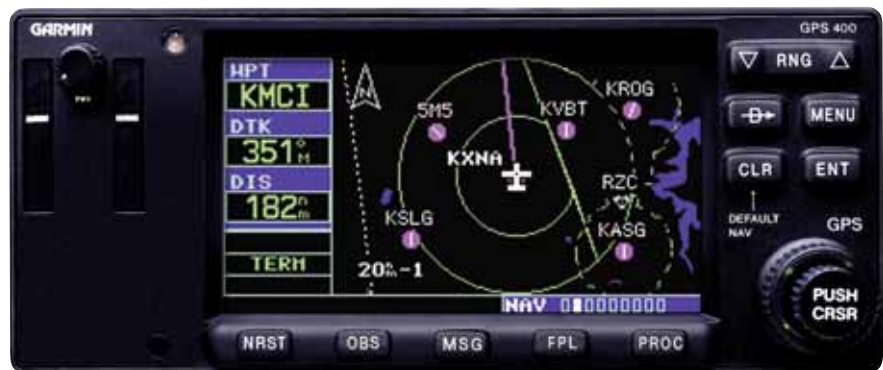 GARMIN
GPS 400
WPT
KMCI
DTK
351°M
DIS
182nm
TERM
N
5M5
KVBT
KROG
KXNA
RZC
KSLG
KASG
20nm-1
NAV
RNG
D
MENU
CLR
ENT
DEFAULT
NAV
GPS
PUSH
CRSR
NRST
OBS
MSG
FPL
PROC